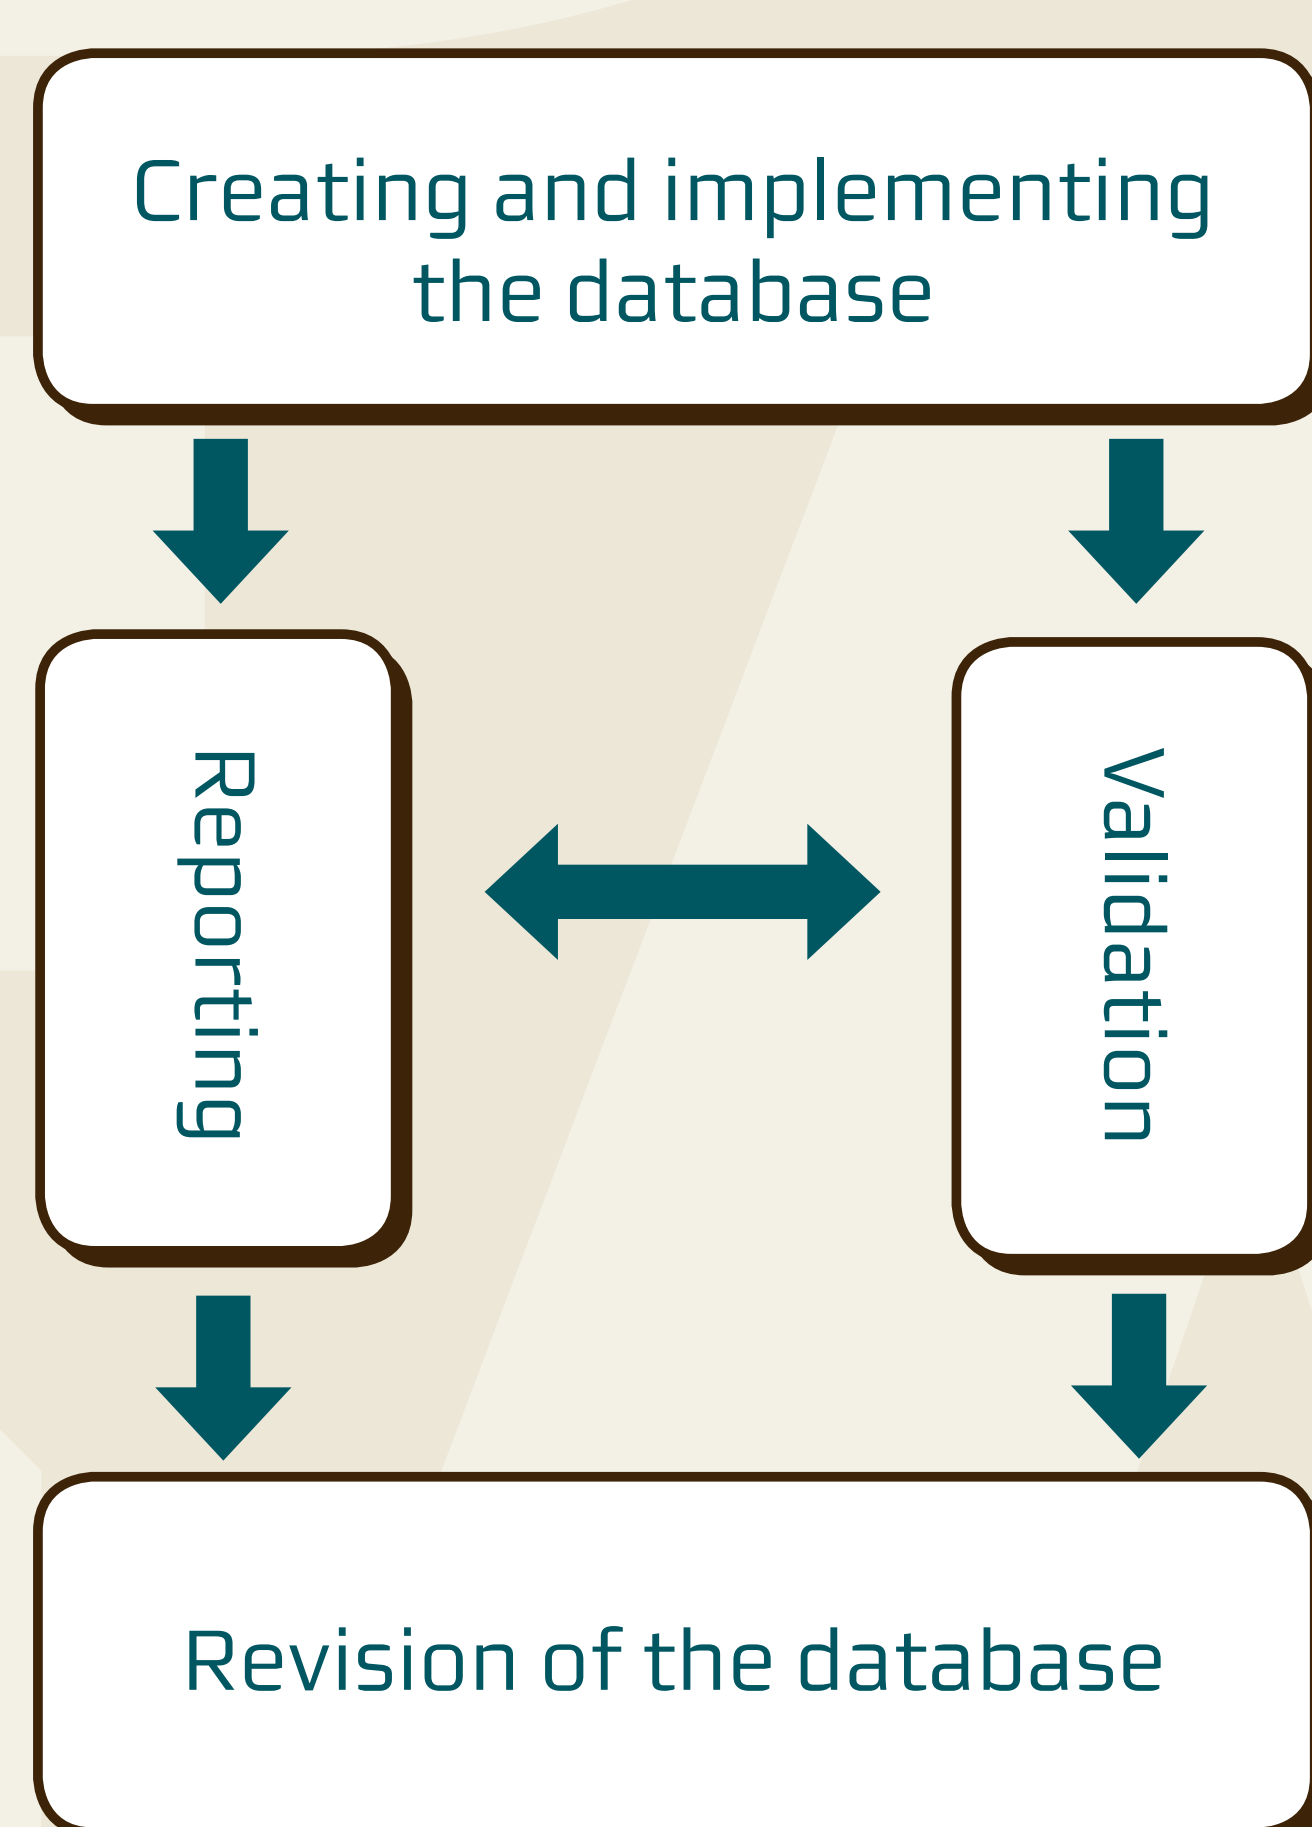 Creating and implementing
the database
Reporting
Validation
Revision of the database